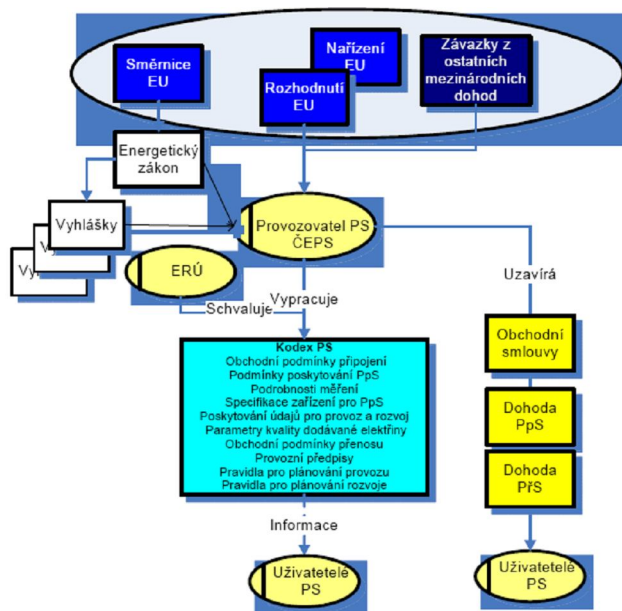 Směrnice
EU
Nařízení
EU
Rozhodnutí
EU
Závazky z
ostatních
mezinárodních
dohod
Energetický
zákon
Vyhlášky
Provozovatel PS
ČEPS
ERÚ
Schvaluje
Vypracuje
Uzavírá
Kodex PS
Obchodní podmínky připojení
Podmínky poskytování PpS
Podrobnosti měření
Specifikace zařízení pro PpS
Poskytování údajů pro provoz a rozvoj
Parametry kvality dodávané elektřiny
Obchodní podmínky přenosu
Provozní předpisy
Pravidla pro plánování provozu
Pravidla pro plánování rozvoje
Obchodní
smlouvy
Dohoda
PpS
Dohoda
PřS
Informace
Uživatetelé
PS
Uživatetelé
PS